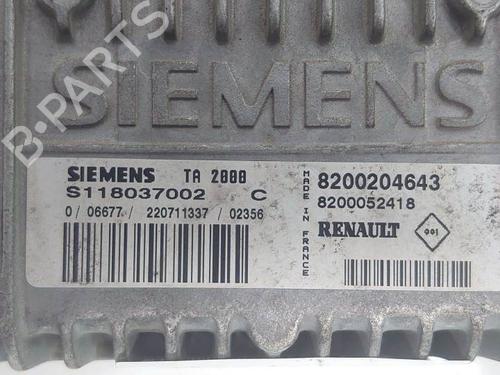 SIEMENS
B-PARTS
SIEMENS TA 2000
S118037002 C
0/ 06677/ 220711337 /02356
MADE IN FRANCE
8200204643
8200052418
RENAULT
001